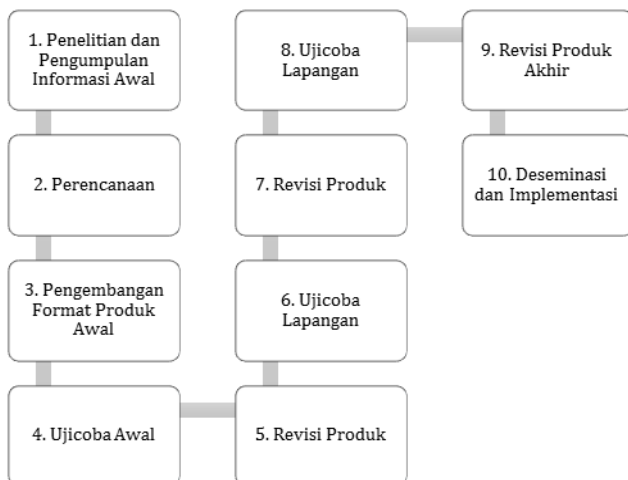 1. Penelitian dan
Pengumpulan
Informasi Awal
2. Perencanaan
3. Pengembangan
Format Produk
Awal
4. Ujicoba Awal
5. Revisi Produk
6. Ujicoba
Lapangan
7. Revisi Produk
8. Ujicoba
Lapangan
9. Revisi Produk
Akhir
10. Deseminasi
dan Implementasi